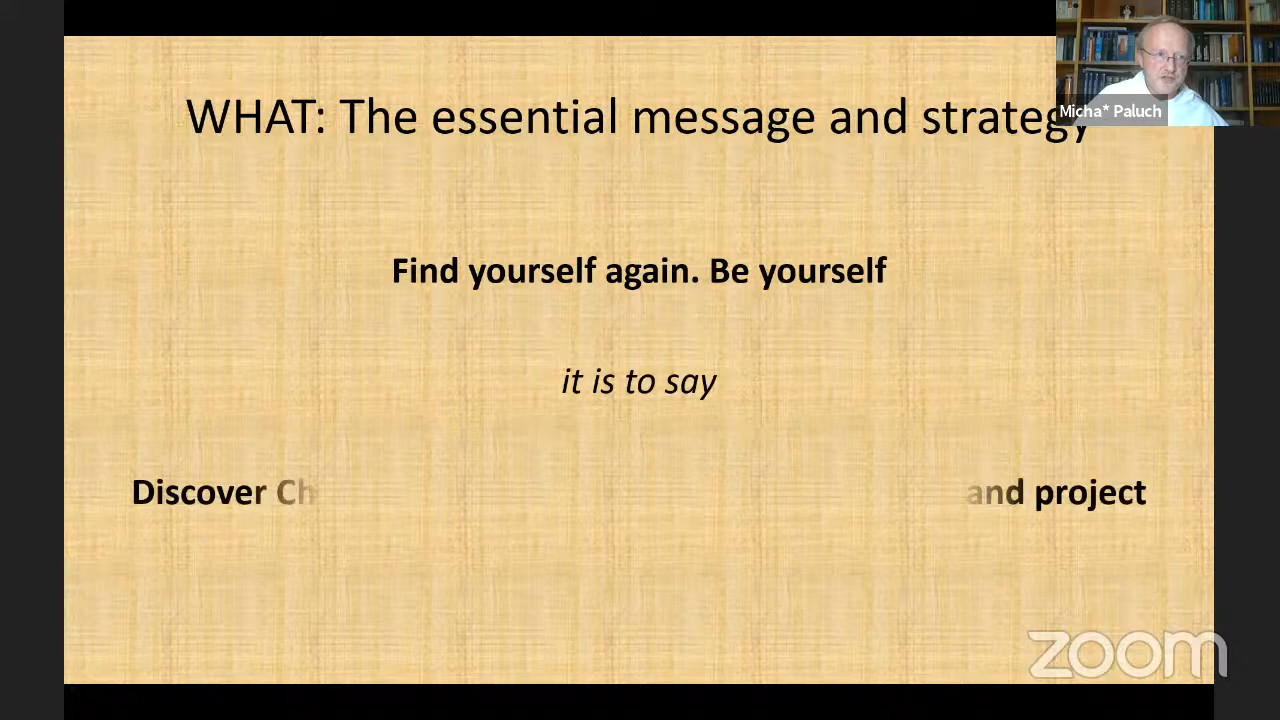 WHAT: The essential message and strategy
Micha* Paluch
Find yourself again. Be yourself
it is to say
Discover Ch
and project
zoom